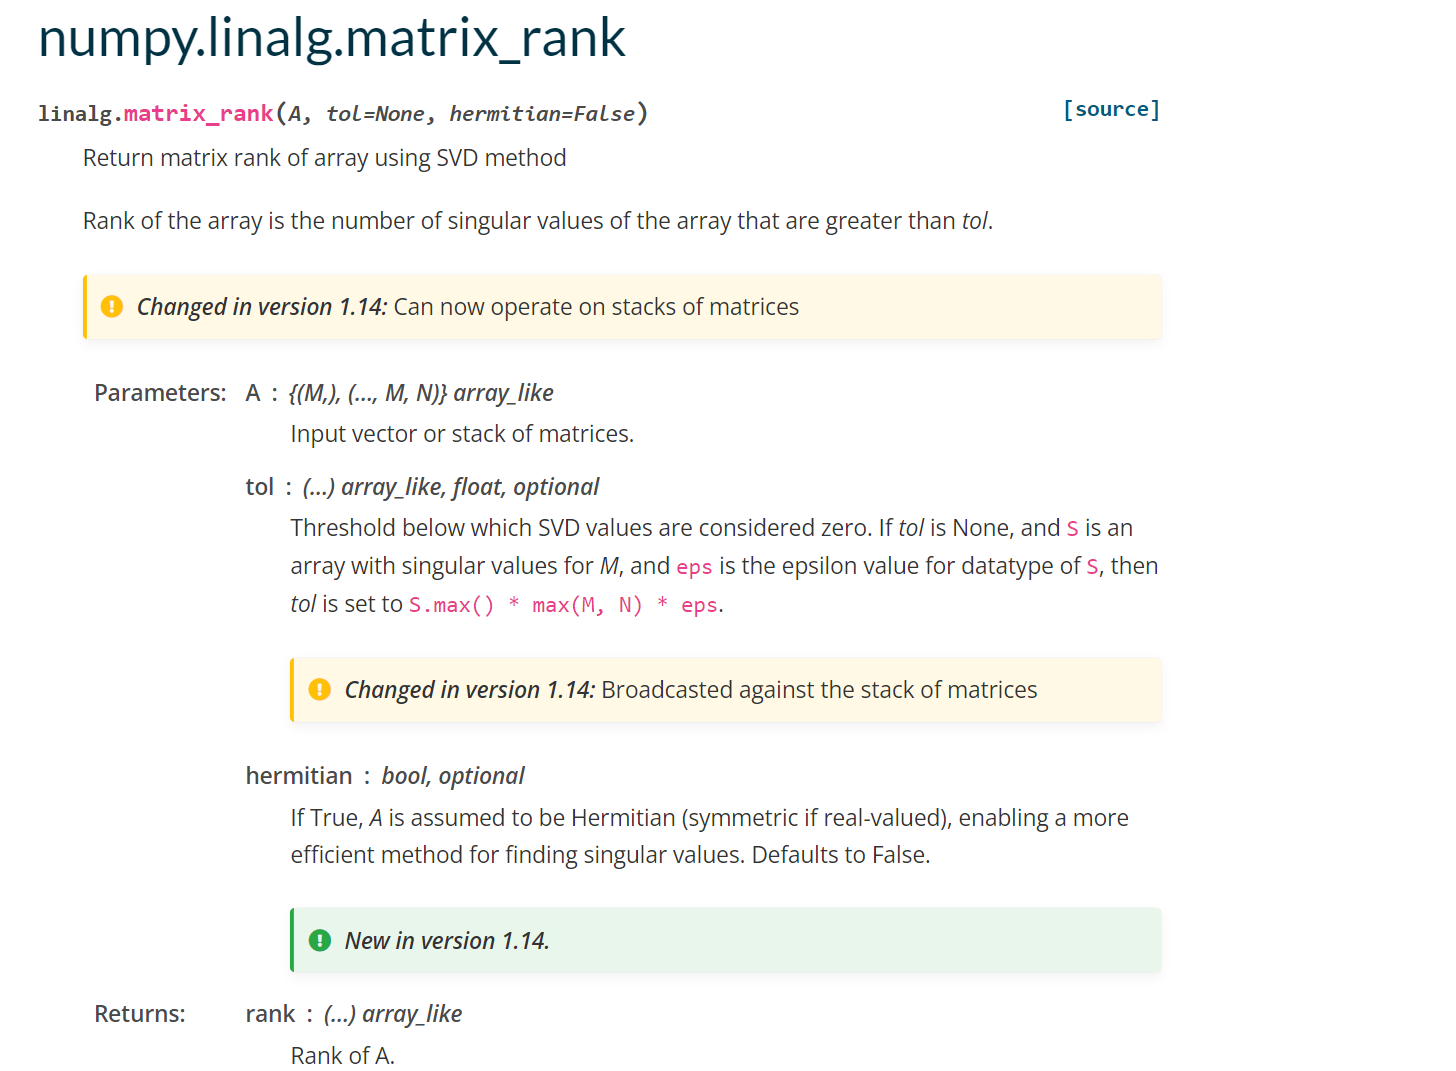 numpy.linalg.matrix_rank
linalg.matrix_rank(A, tol=None, hermitian=False)
[source]
Return matrix rank of array using SVD method
Rank of the array is the number of singular values of the array that are greater than tol.
Changed in version 1.14: Can now operate on stacks of matrices
Parameters: A : {(M,), (..., M, N)} array_like
Input vector or stack of matrices.
tol : (...) array_like, float, optional
Threshold below which SVD values are considered zero. If tol is None, and S is an
array with singular values for M, and eps is the epsilon value for datatype of S, then
tol is set to S.max() * max(M, N) * eps.
Changed in version 1.14: Broadcasted against the stack of matrices
hermitian : bool, optional
If True, A is assumed to be Hermitian (symmetric if real-valued), enabling a more
efficient method for finding singular values. Defaults to False.
New in version 1.14.
Returns: rank : (...) array_like
Rank of A.